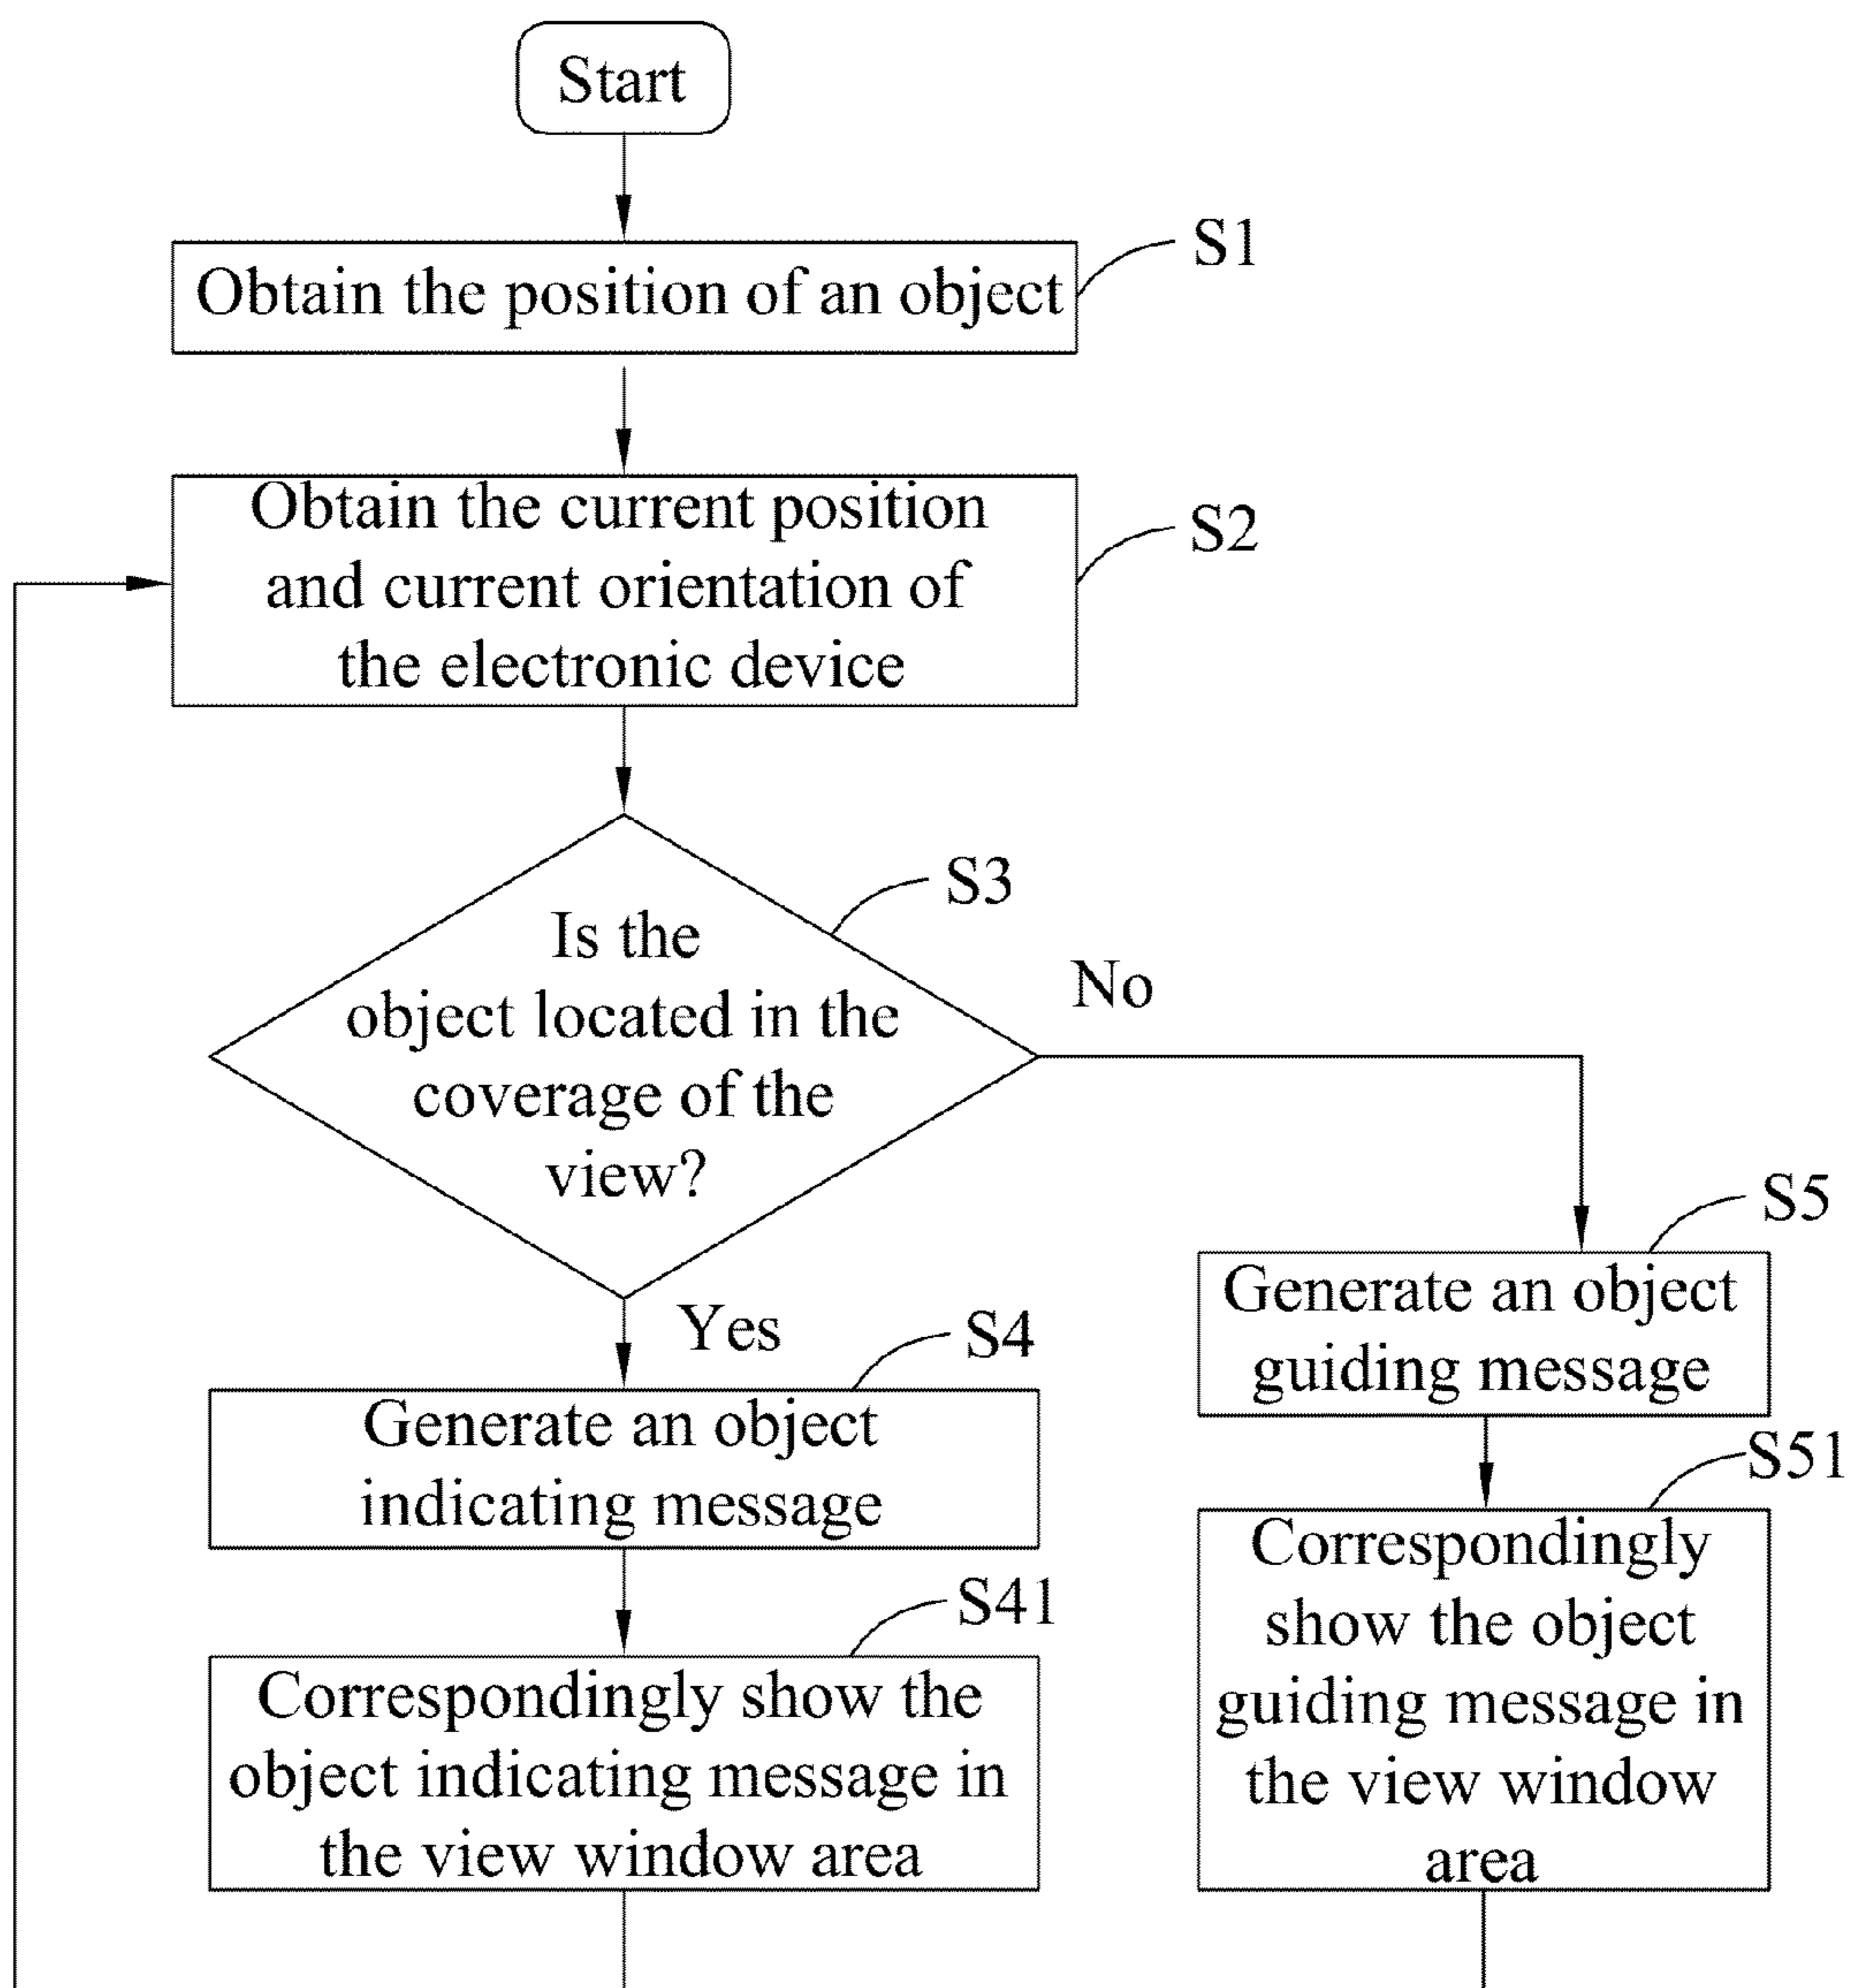 Start
Obtain the position of an object
S1
Obtain the current position
and current orientation of
the electronic device
S2
Is the
object located in the
coverage of the
view?
S3
No
Yes
Generate an object
indicating message
S4
Correspondingly show the
object indicating message in
the view window area
S41
Generate an object
guiding message
S5
Correspondingly
show the object
guiding message in
the view window
area
S51